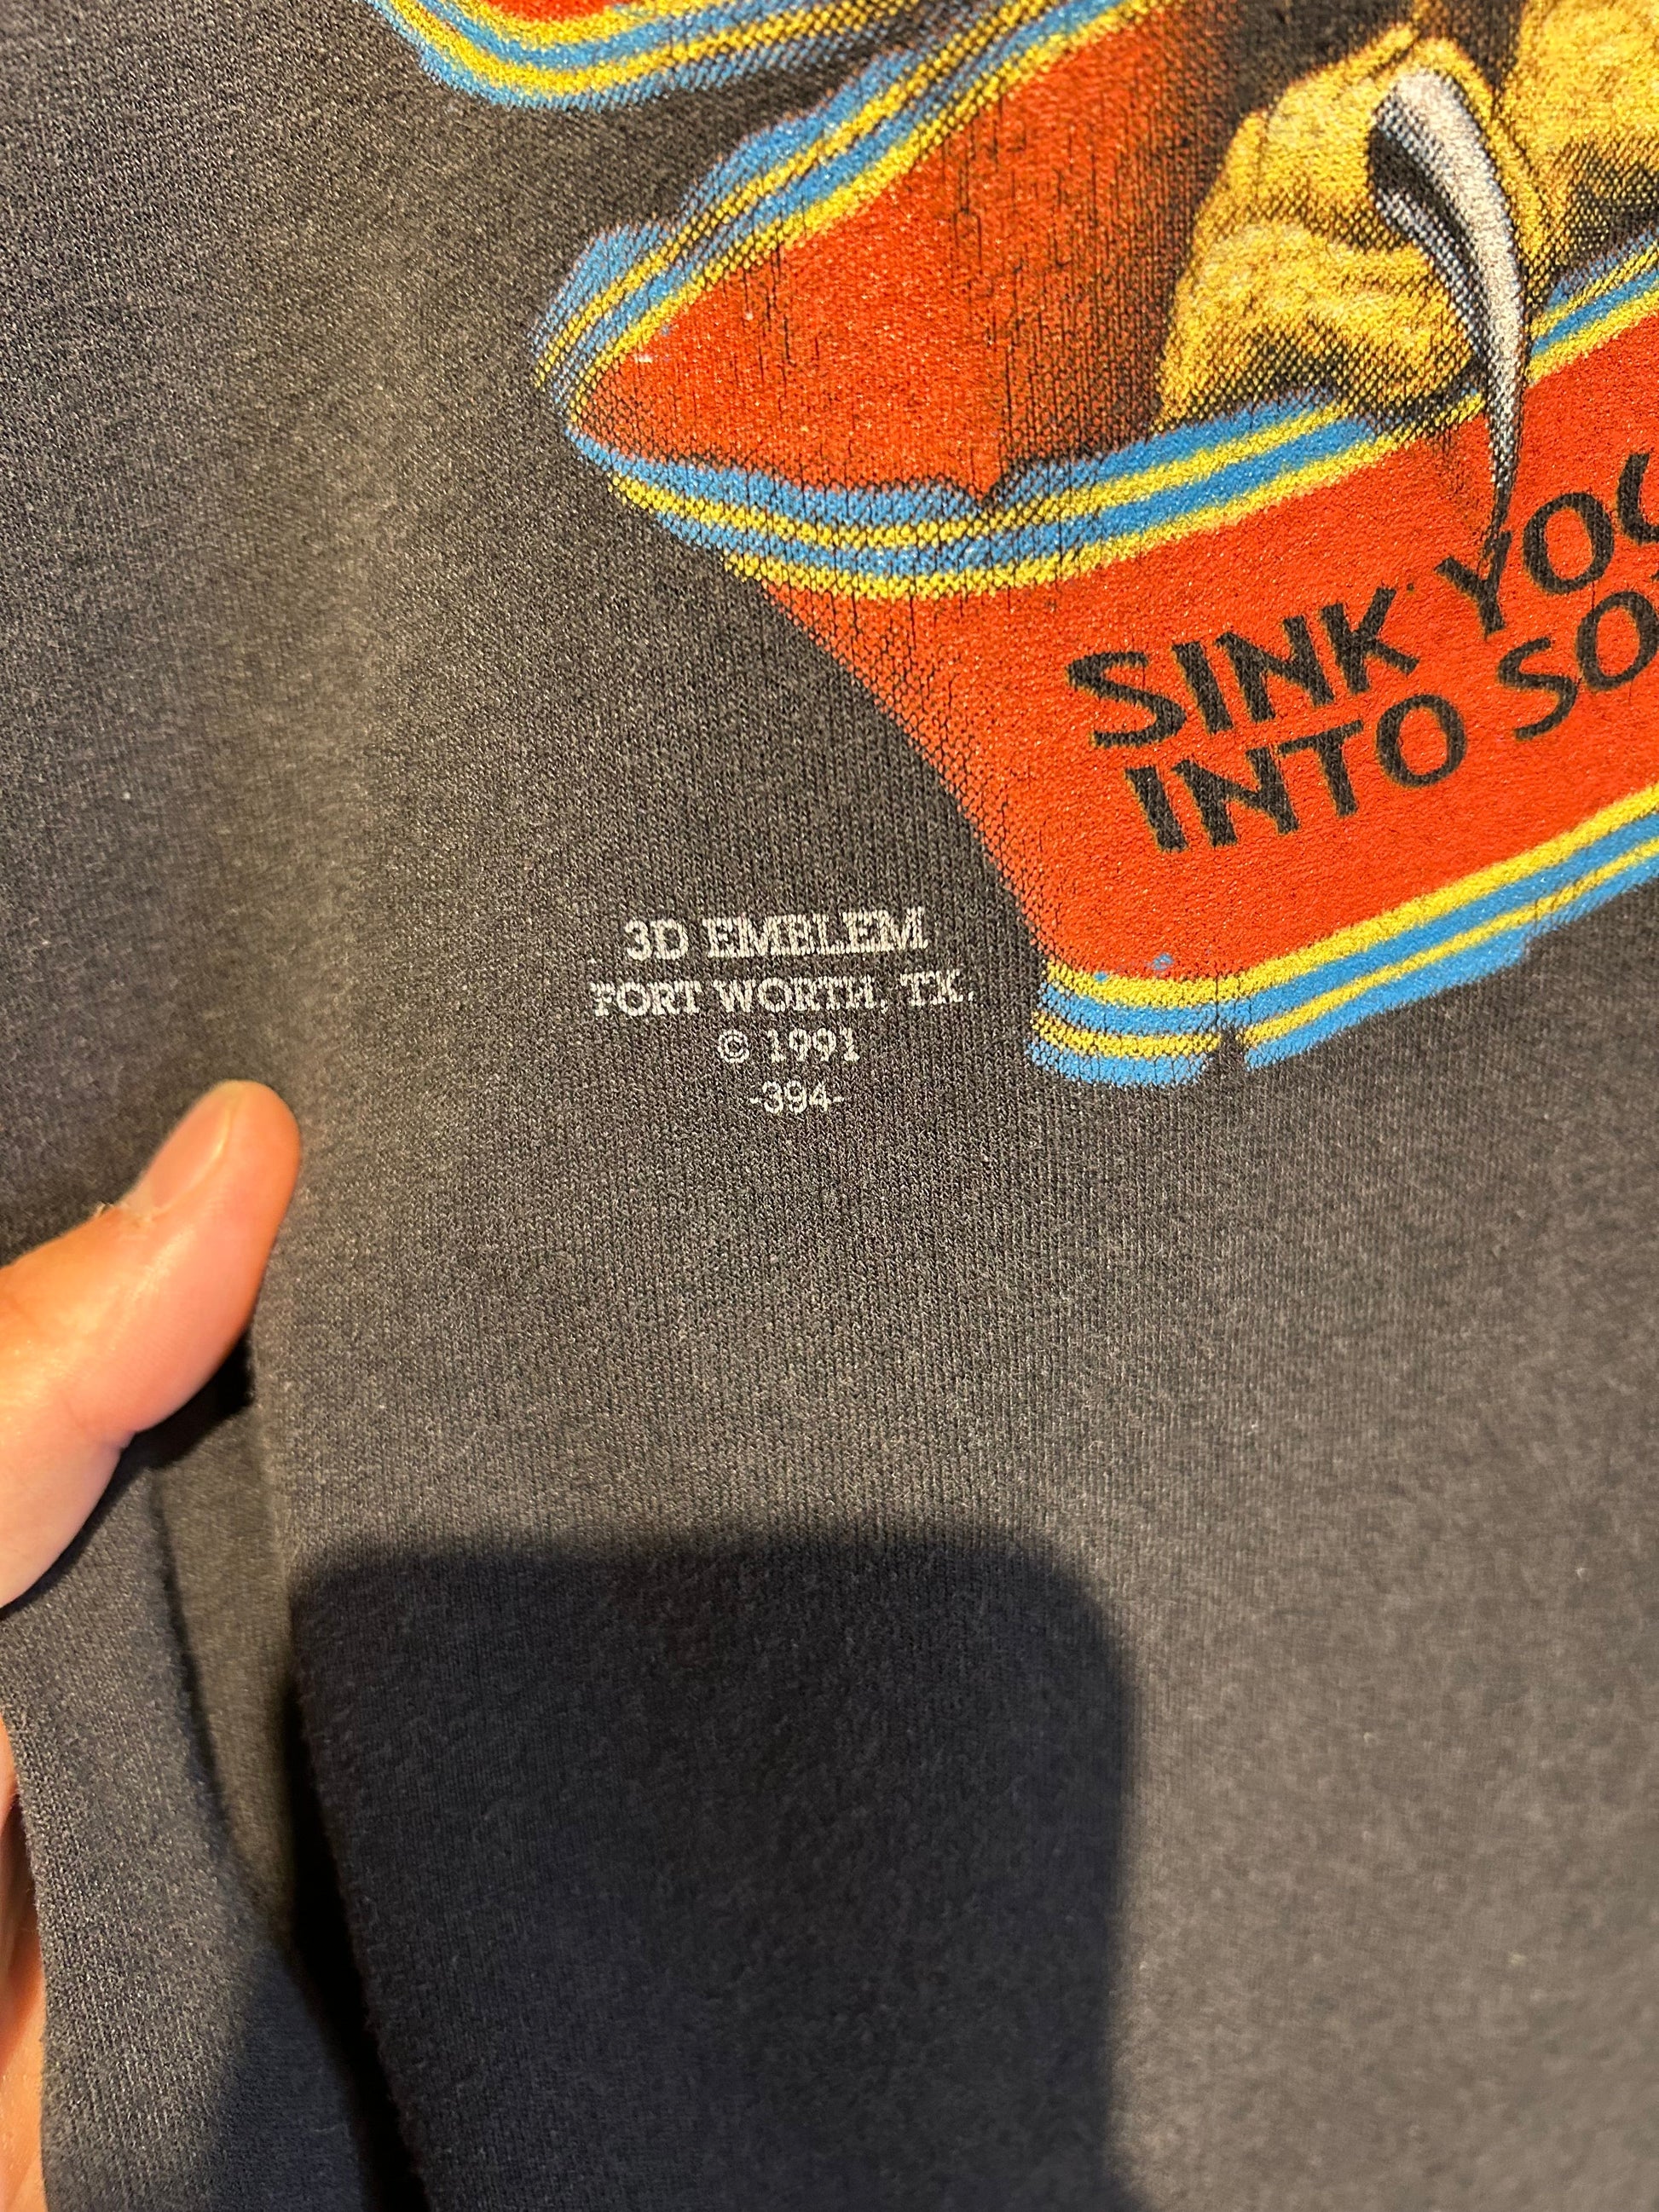 SINK
INTO
3D EMBLEM
FORT WORTH, TX.
© 1991
-394-